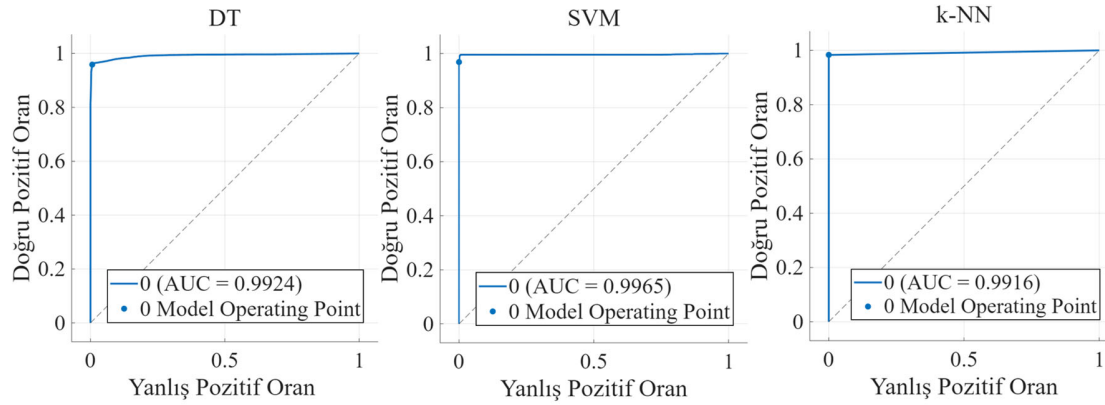 DT
1
0.8
0.6
0.4
0.2
0
Doğru Pozitif Oran
0 (AUC = 0.9924)
0 Model Operating Point
0
0.5
1
Yanlış Pozitif Oran
SVM
1
0.8
0.6
0.4
0.2
0
Doğru Pozitif Oran
0 (AUC = 0.9965)
0 Model Operating Point
0
0.5
1
Yanlış Pozitif Oran
k-NN
1
0.8
0.6
0.4
0.2
0
Doğru Pozitif Oran
0 (AUC = 0.9916)
0 Model Operating Point
0
0.5
1
Yanlış Pozitif Oran